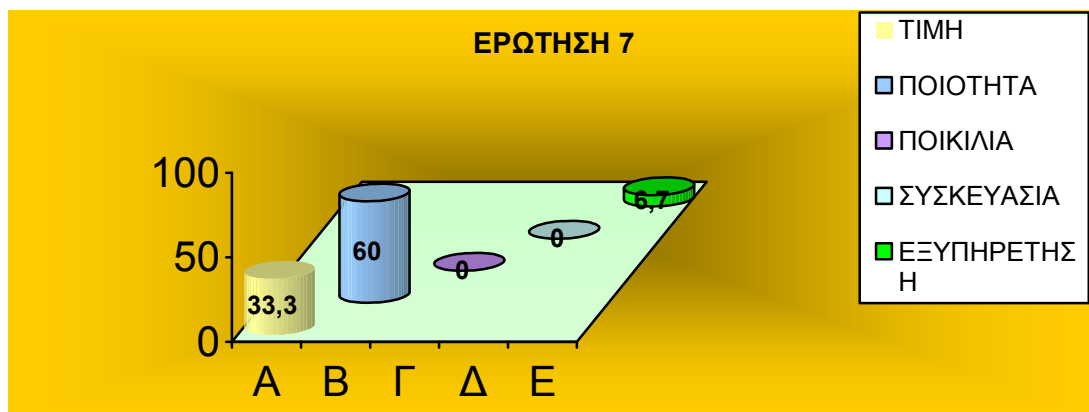 ΕΡΩΤΗΣΗ 7
ΤΙΜΗ
ΠΟΙΟΤΗΤΑ
ΠΟΙΚΙΛΙΑ
ΣΥΣΚΕΥΑΣΙΑ
ΕΞΥΠΗΡΕΤΗΣ
Η
100
50
0
33,3
60
0
0
6,7
Α Β Γ Δ Ε